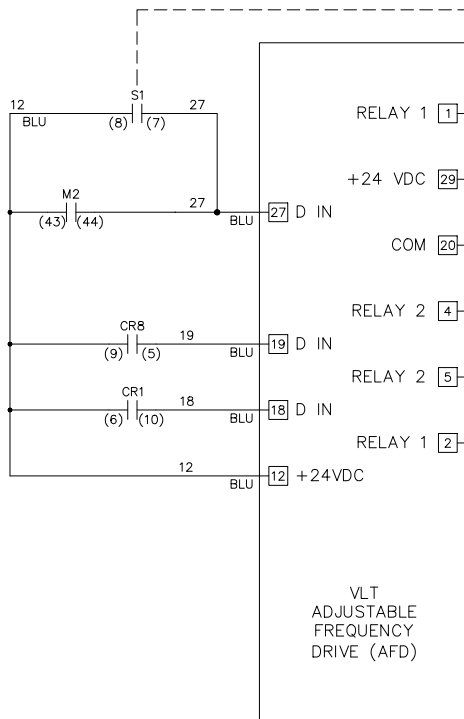 S1
12 27
BLU (8) (7)
RELAY 1 1
+24 VDC 29
M2
27
(43) (44) BLU 27 D IN
COM 20
RELAY 2 4
CR8
19
(9) (5) BLU 19 D IN
RELAY 2 5
CR1
18
(6) (10) BLU 18 D IN
RELAY 1 2
12
BLU 12 +24VDC
VLT
ADJUSTABLE
FREQUENCY
DRIVE (AFD)